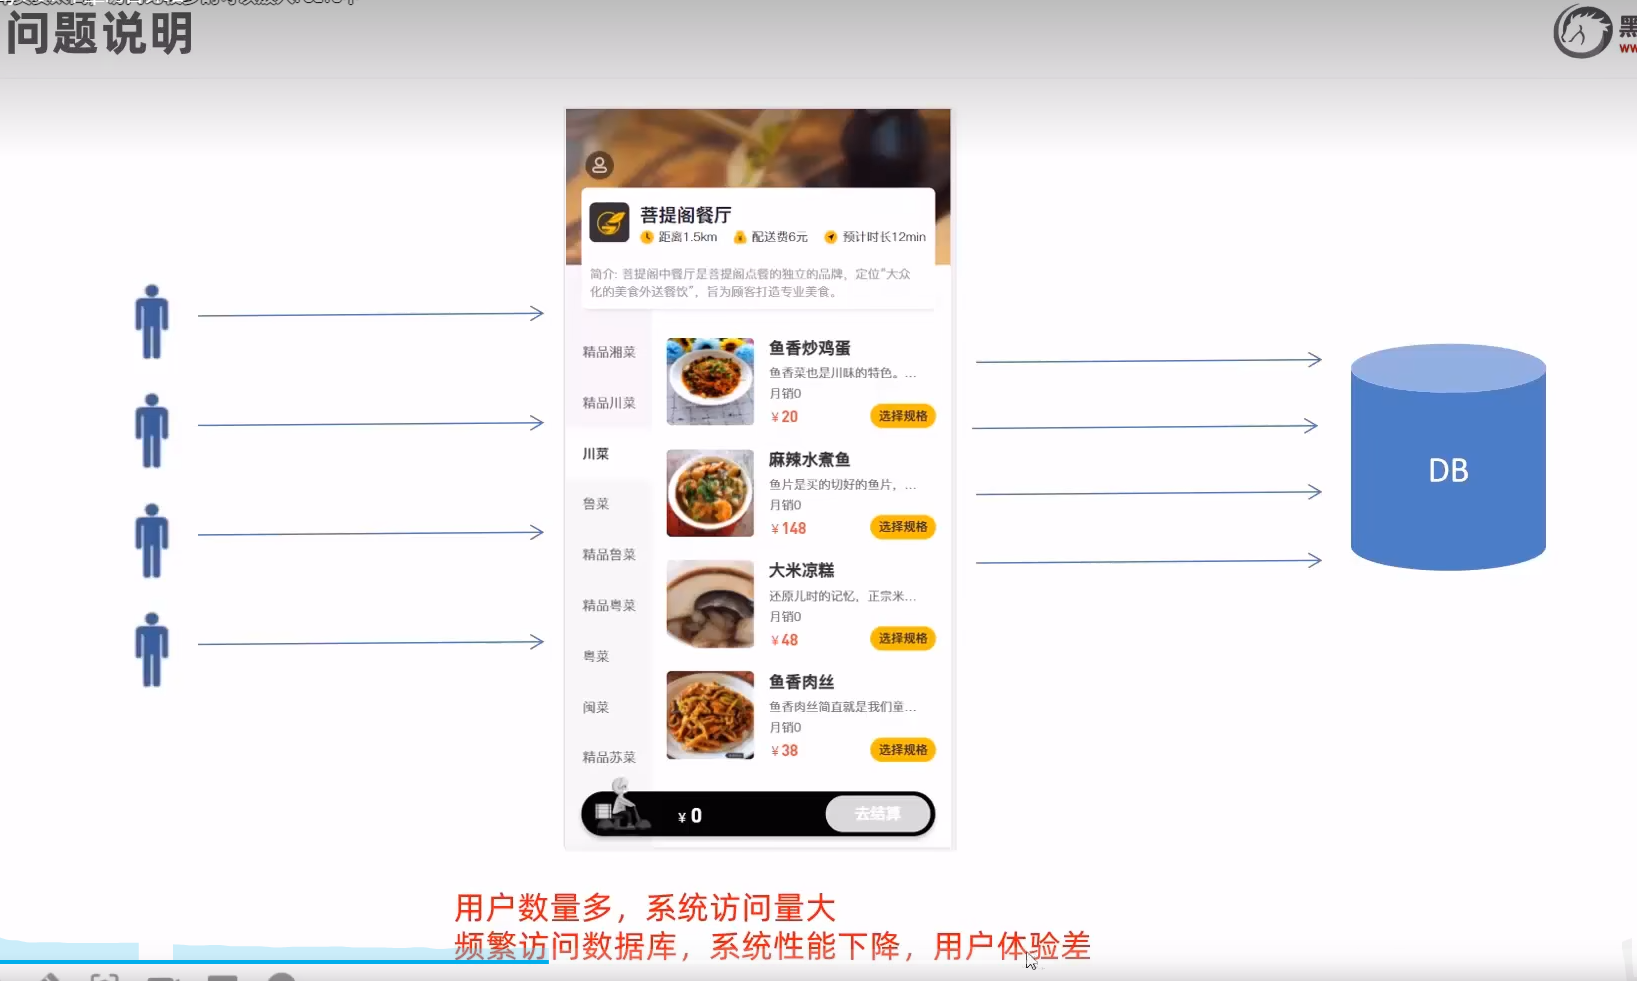 问题说明
黑
ww
菩提阁餐厅
距离1.5km 配送费6元 预计时长12min
简介: 菩提阁中餐厅是菩提阁点餐的独立的品牌，定位“大众
化的美食外送餐饮”，旨为顾客打造专业美食。
精品湘菜
精品川菜
川菜
鲁菜
精品鲁菜
精品粤菜
粤菜
闽菜
精品苏菜
鱼香炒鸡蛋
鱼香菜也是川味的特色。...
月销0
¥20
选择规格
麻辣水煮鱼
鱼片是买的切好的鱼片，...
月销0
¥148
选择规格
大米凉糕
还原儿时的记忆，正宗米...
月销0
¥48
选择规格
鱼香肉丝
鱼香肉丝简直就是我们童...
月销0
¥38
选择规格
¥0
去结算
DB
用户数量多，系统访问量大
频繁访问数据库，系统性能下降，用户体验差